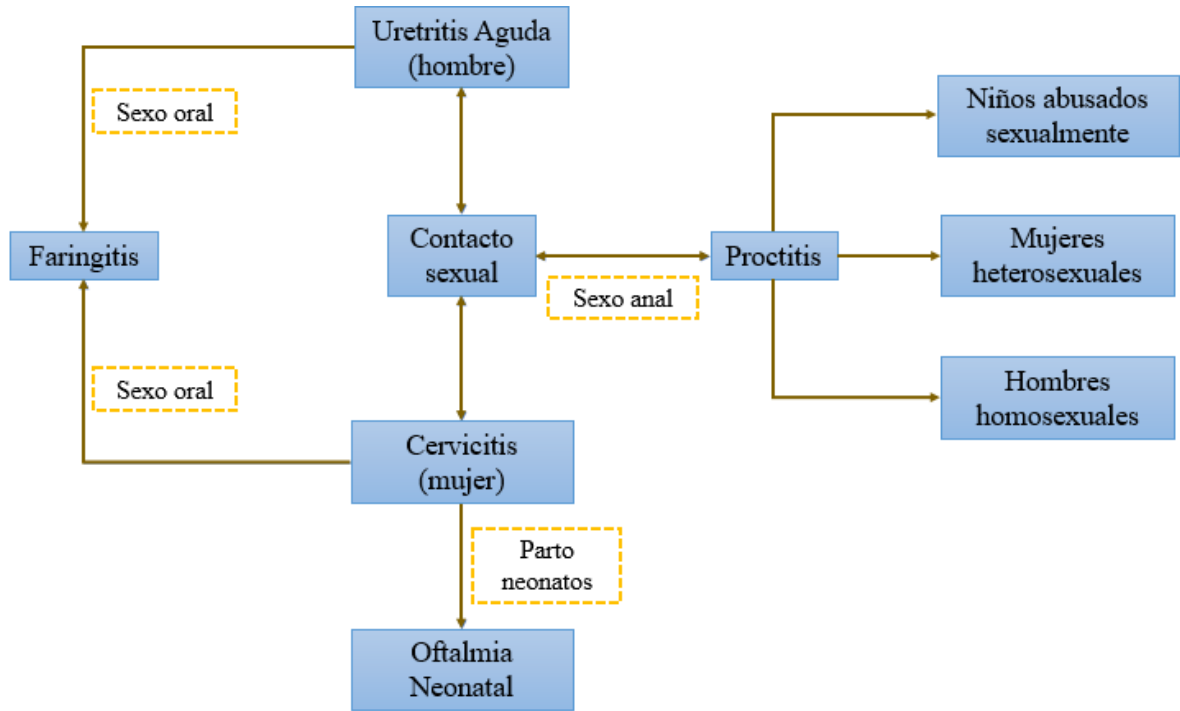 Uretritis Aguda
(hombre)
Sexo oral
Niños abusados
sexualmente
Faringitis
Contacto
sexual
Sexo anal
Proctitis
Mujeres
heterosexuales
Sexo oral
Hombres
homosexuales
Cervicitis
(mujer)
Parto
neonatos
Oftalmia
Neonatal